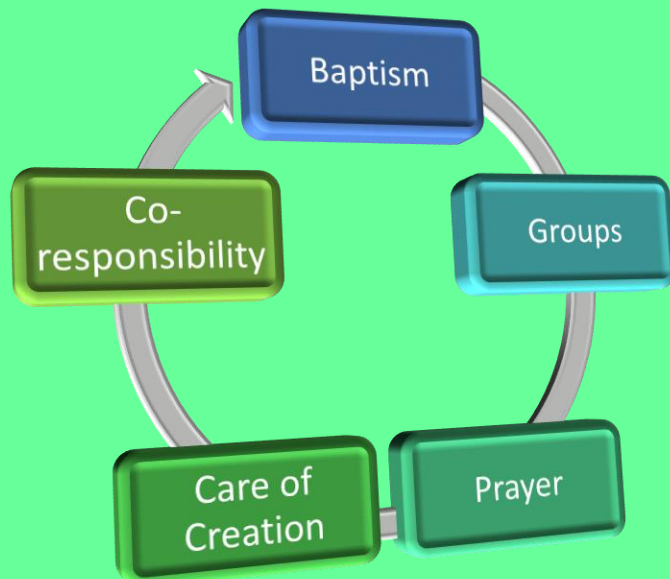 Baptism
Groups
Prayer
Care of
Creation
Co-
responsibility